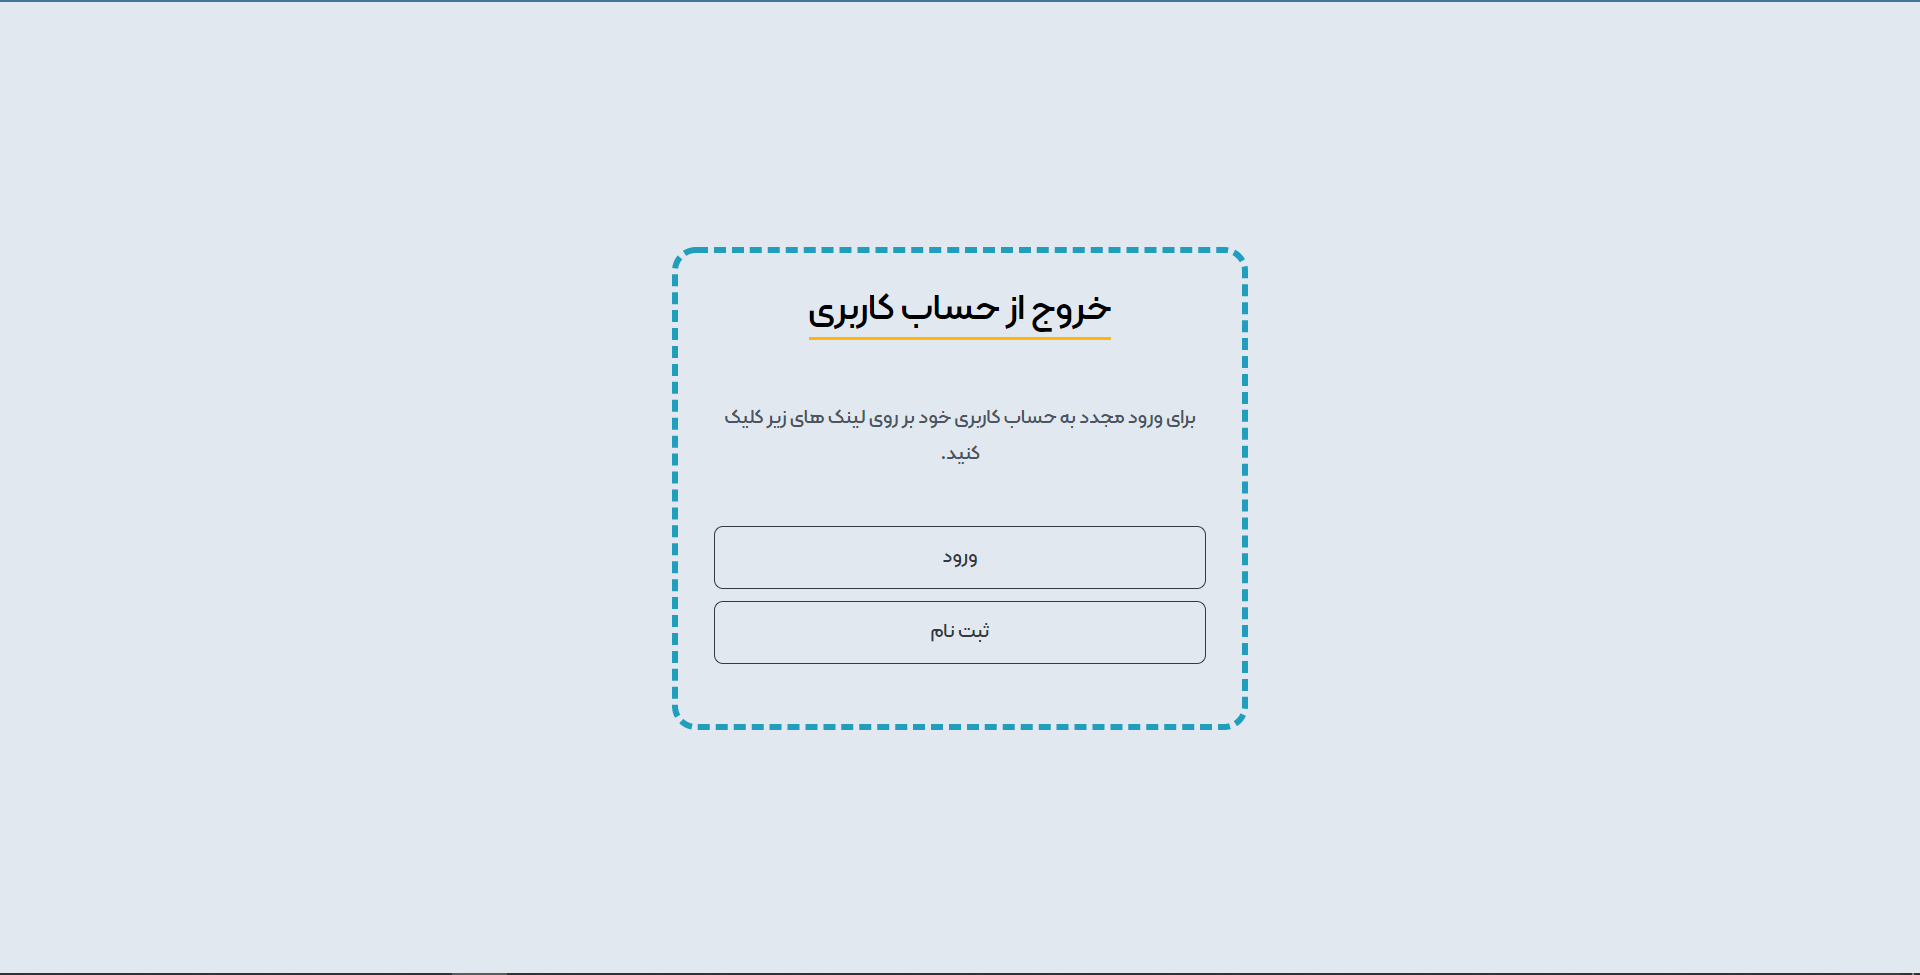 خروج از حساب کاربری
برای ورود مجدد به حساب کاربری خود بر روی لینک های زیر کلیک
کنید.
ورود
ثبت نام